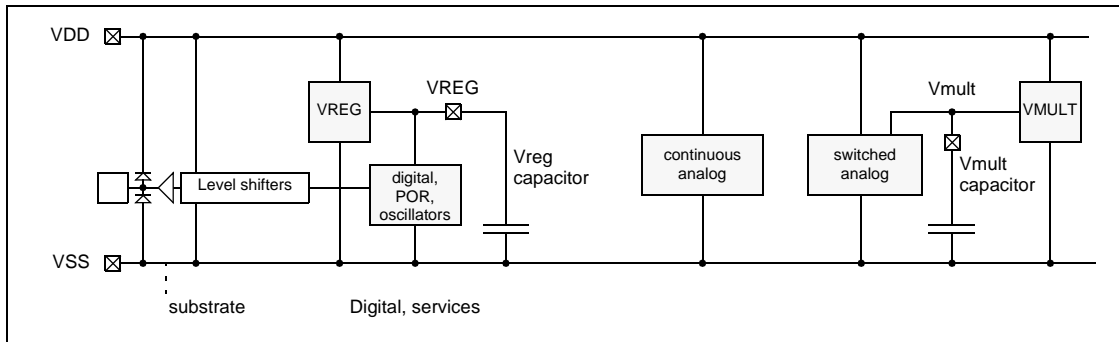 VDD
VREG
VREG
Vreg
capacitor
Level shifters
digital,
POR,
oscillators
continuous
analog
switched
analog
Vmult
VMULT
Vmult
capacitor
VSS
substrate
Digital, services